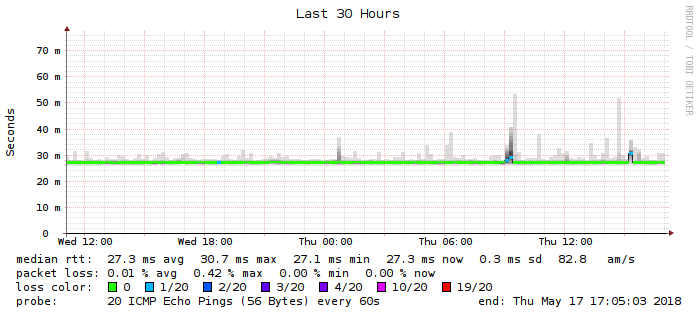 Last 30 Hours
RRDTOOL / TOBI OETIKER
Seconds
70 m
60 m
50 m
40 m
30 m
20 m
10 m
0
Wed 12:00 Wed 18:00 Thu 00:00 Thu 06:00 Thu 12:00
median rtt: 27.3 ms avg 30.7 ms max 27.1 ms min 27.3 ms now 0.3 ms sd 82.8 am/s
packet loss: 0.01 % avg 0.42 % max 0.00 % min 0.00 % now
loss color: 0 1/20 2/20 3/20 4/20 10/20 19/20
probe: 20 ICMP Echo Pings (56 Bytes) every 60s end: Thu May 17 17:05:03 2018